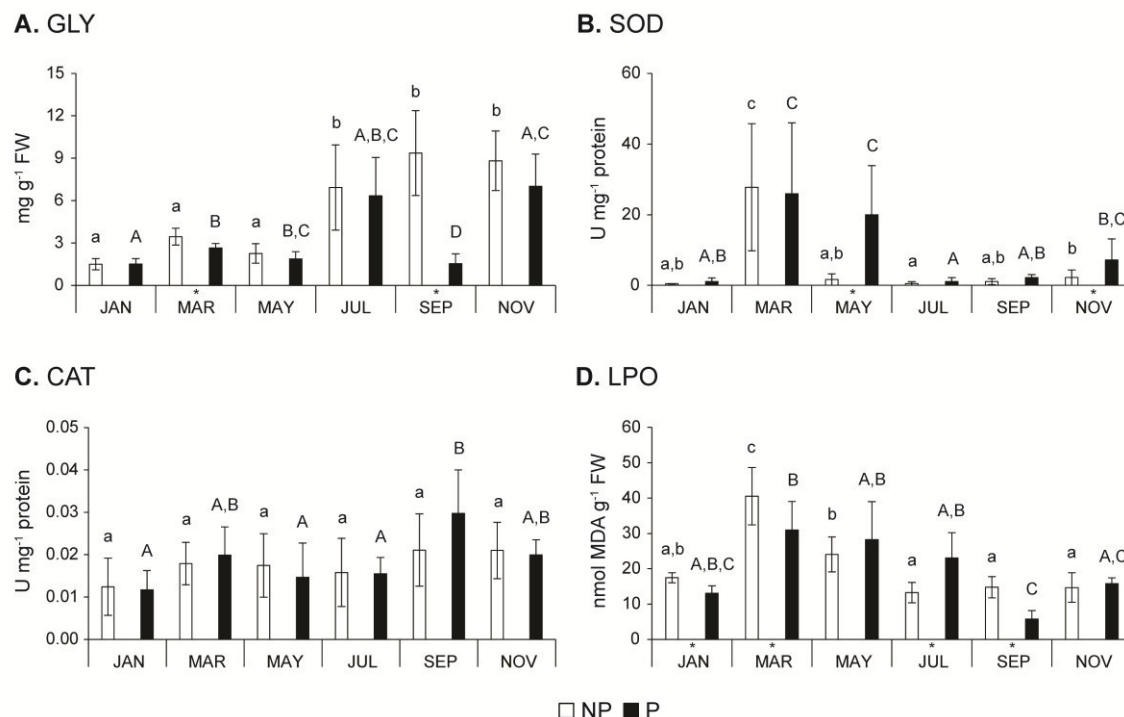 A. GLY
mg g⁻¹ FW
15
12
9
6
3
0
a A a B a B,C b A,B,C b D b A,C
JAN MAR MAY JUL SEP NOV
* *
B. SOD
U mg⁻¹ protein
60
40
20
0
a,b A,B c C a,b C a A a,b A,B b B,C
JAN MAR MAY JUL SEP NOV
* *
C. CAT
U mg⁻¹ protein
0.05
0.04
0.03
0.02
0.01
0.00
a A a A,B a A a A a B a A,B
JAN MAR MAY JUL SEP NOV
D. LPO
nmol MDA g⁻¹ FW
60
50
40
30
20
10
0
a,b A,B,C c B b A,B a A,B a C a A,C
JAN MAR MAY JUL SEP NOV
* * * *
NP P